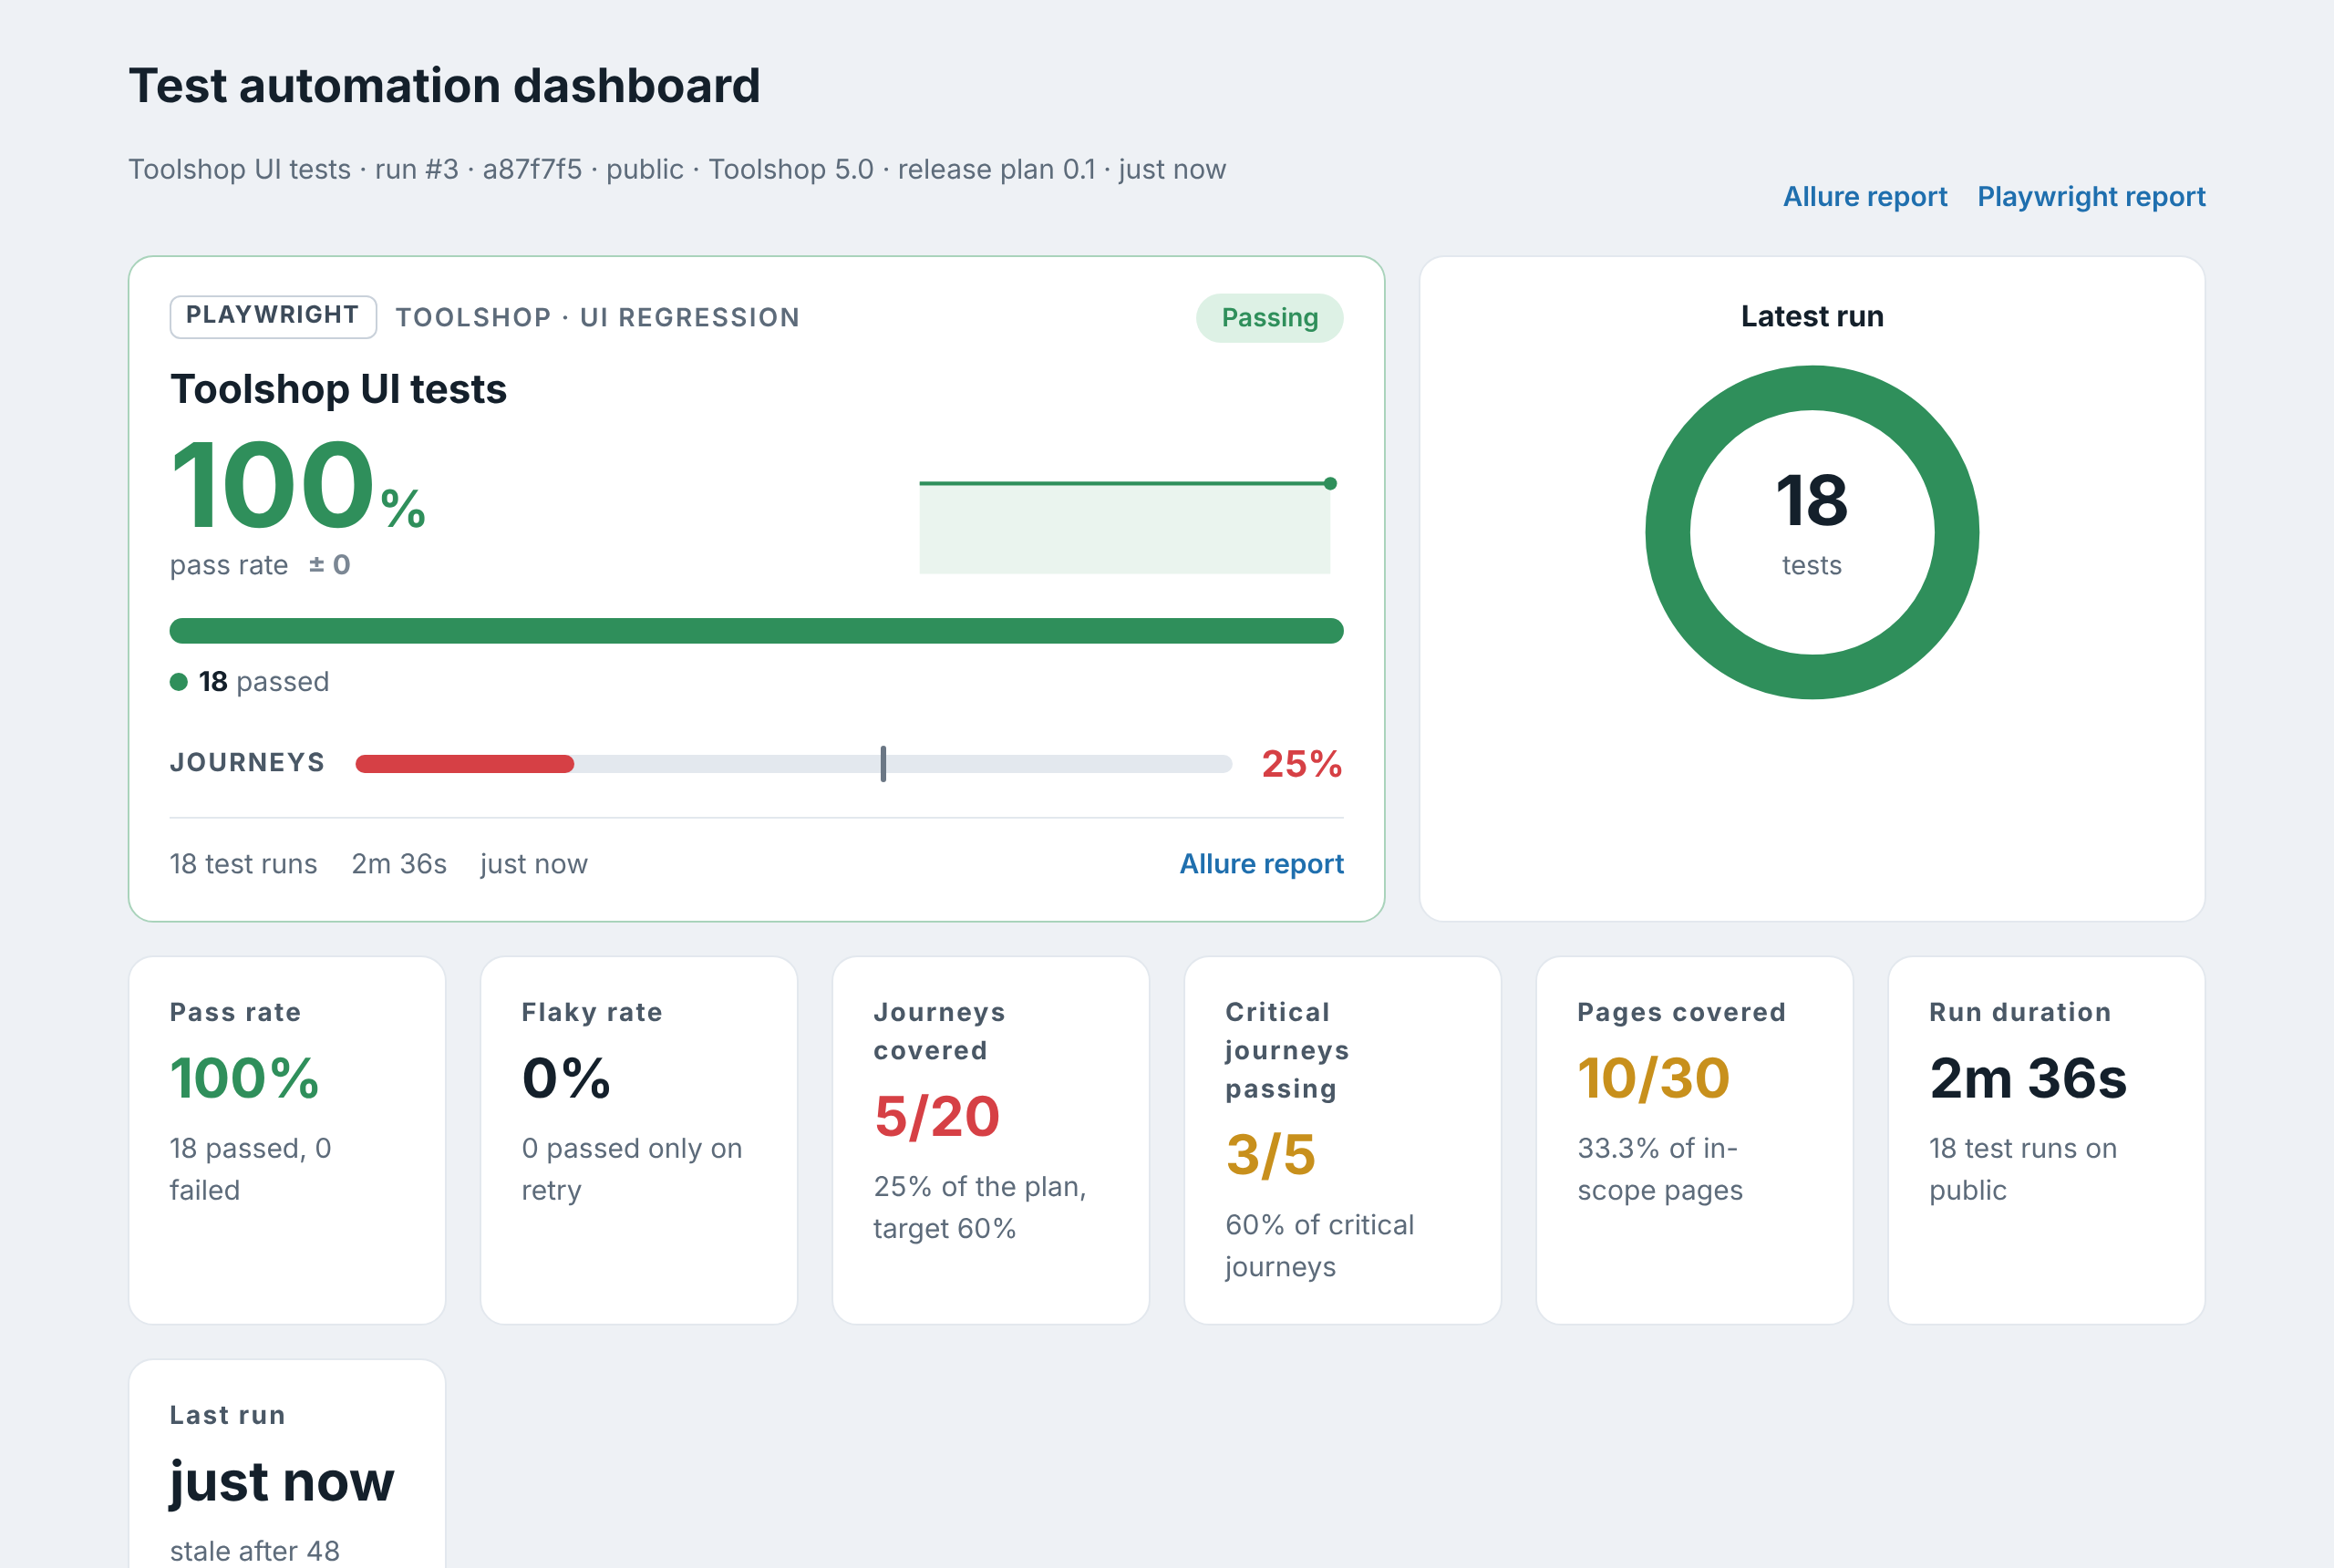 Test automation dashboard
Toolshop UI tests · run #3 · a87f7f5 · public · Toolshop 5.0 · release plan 0.1 · just now
Allure report Playwright report
PLAYWRIGHT TOOLSHOP · UI REGRESSION Passing
Toolshop UI tests
100%
pass rate ± 0
18 passed
JOURNEYS 25%
18 test runs 2m 36s just now Allure report
Latest run
18
tests
Pass rate
100%
18 passed, 0
failed
Flaky rate
0%
0 passed only on
retry
Journeys
covered
5/20
25% of the plan,
target 60%
Critical
journeys
passing
3/5
60% of critical
journeys
Pages covered
10/30
33.3% of in-
scope pages
Run duration
2m 36s
18 test runs on
public
Last run
just now
stale after 48